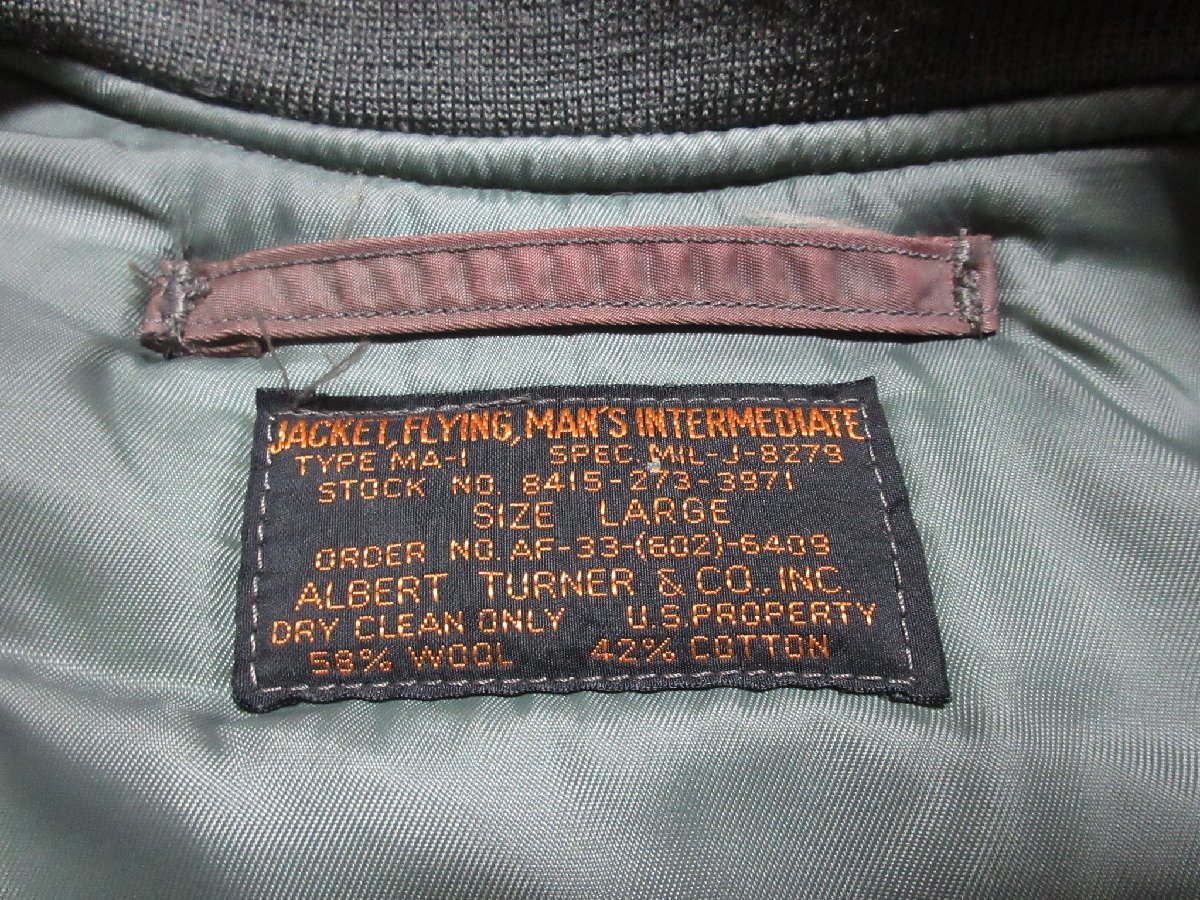 JACKET, FLYING, MAN'S INTERMEDIATE
TYPE MA-1 SPEC. MIL-J-8279
STOCK NO. 8415-273-3971
SIZE LARGE
ORDER NO. AF-33-(602)-6409
ALBERT TURNER & CO., INC.
DRY CLEAN ONLY U.S. PROPERTY
58% WOOL 42% COTTON